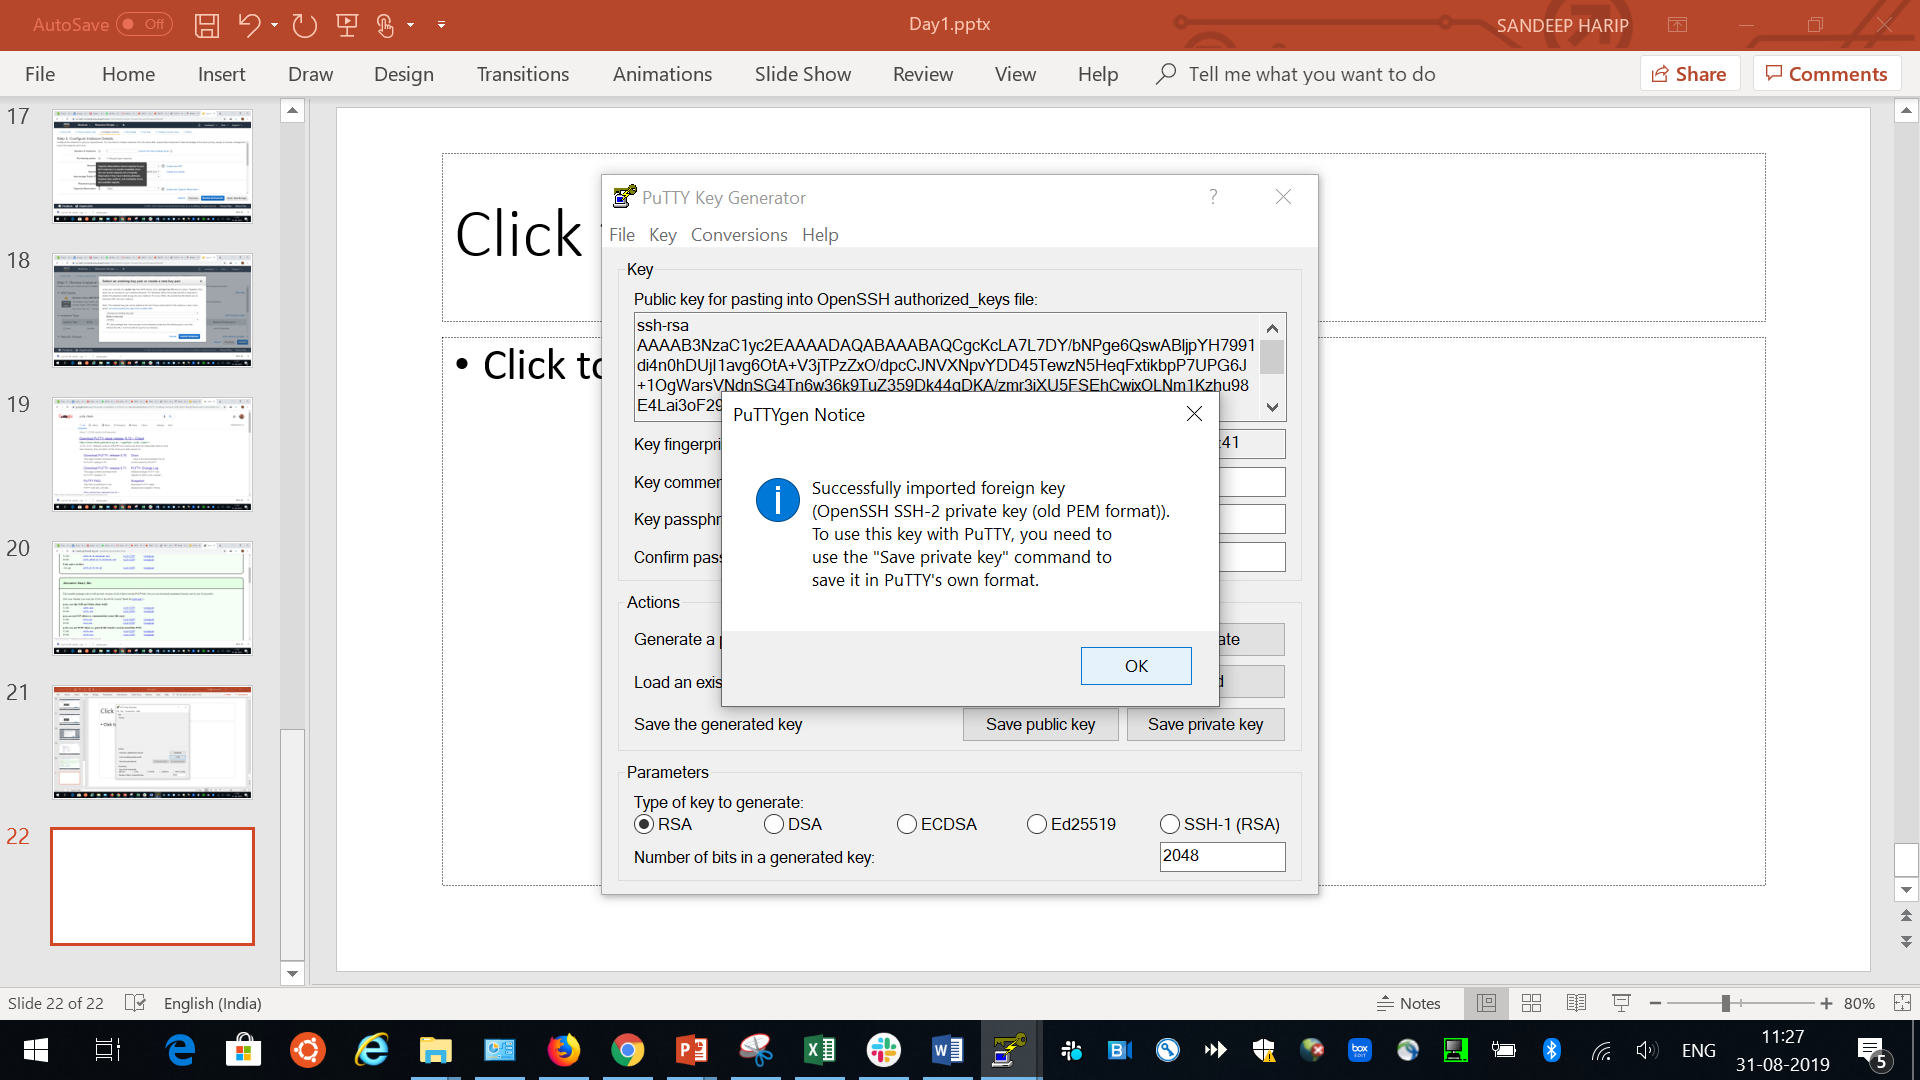 AutoSave Off
Day1.pptx
SANDEEP HARIP
File Home Insert Draw Design Transitions Animations Slide Show Review View Help Tell me what you want to do
Share Comments
17
18
19
20
21
22
Click
• Click to
PuTTY Key Generator
?
File Key Conversions Help
Key
Public key for pasting into OpenSSH authorized_keys file:
ssh-rsa
AAAAB3NzaC1yc2EAAAADAQABAAABAQCgcKcLA7L7DY/bNPge6QswABljpYH7991
di4n0hDUjI1avg6OtA+V3jTPzZxO/dpcCJNVXNpvYDD45TewzN5HeqFxtikbpP7UPG6J
+1OgWarsVNdnSG4Tn6w36k9TuZ359Dk44gDKA/zmr3iXU5FSEhCwjxOLNm1Kzhu98
E4Lai3oF29
Key fingerpri
:41
Key commer
Key passphr
Confirm pas
PuTTYgen Notice
Successfully imported foreign key
(OpenSSH SSH-2 private key (old PEM format)).
To use this key with PuTTY, you need to
use the "Save private key" command to
save it in PuTTY's own format.
OK
Actions
Generate a p
ate
Load an exis
d
Save the generated key
Save public key
Save private key
Parameters
Type of key to generate:
RSA DSA ECDSA Ed25519 SSH-1 (RSA)
Number of bits in a generated key:
2048
Slide 22 of 22 English (India)
Notes
80%
ENG
11:27
31-08-2019
5